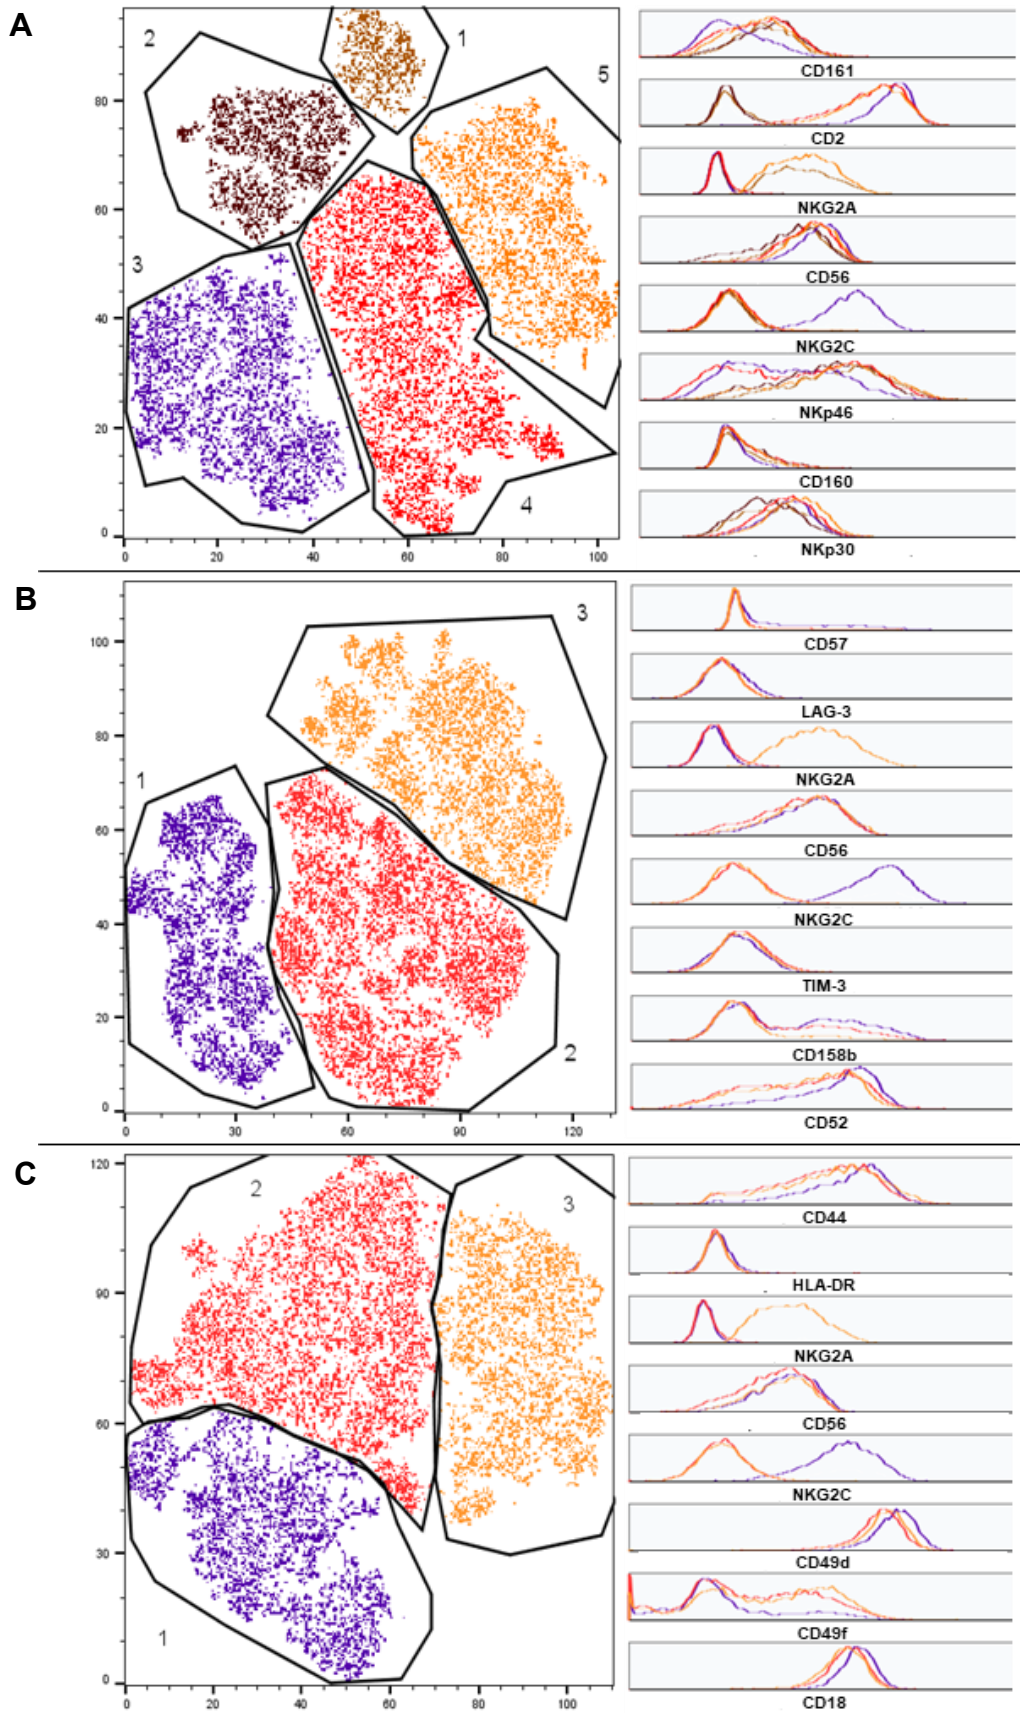 A
2
1
5
3
4
80
60
40
20
0
0
20
40
60
80
100
CD161
CD2
NKG2A
CD56
NKG2C
NKp46
CD160
NKp30
B
3
1
2
100
80
60
40
20
0
0
30
60
90
120
CD57
LAG-3
NKG2A
CD56
NKG2C
TIM-3
CD158b
CD52
C
2
3
1
120
90
60
30
0
0
20
40
60
80
100
CD44
HLA-DR
NKG2A
CD56
NKG2C
CD49d
CD49f
CD18